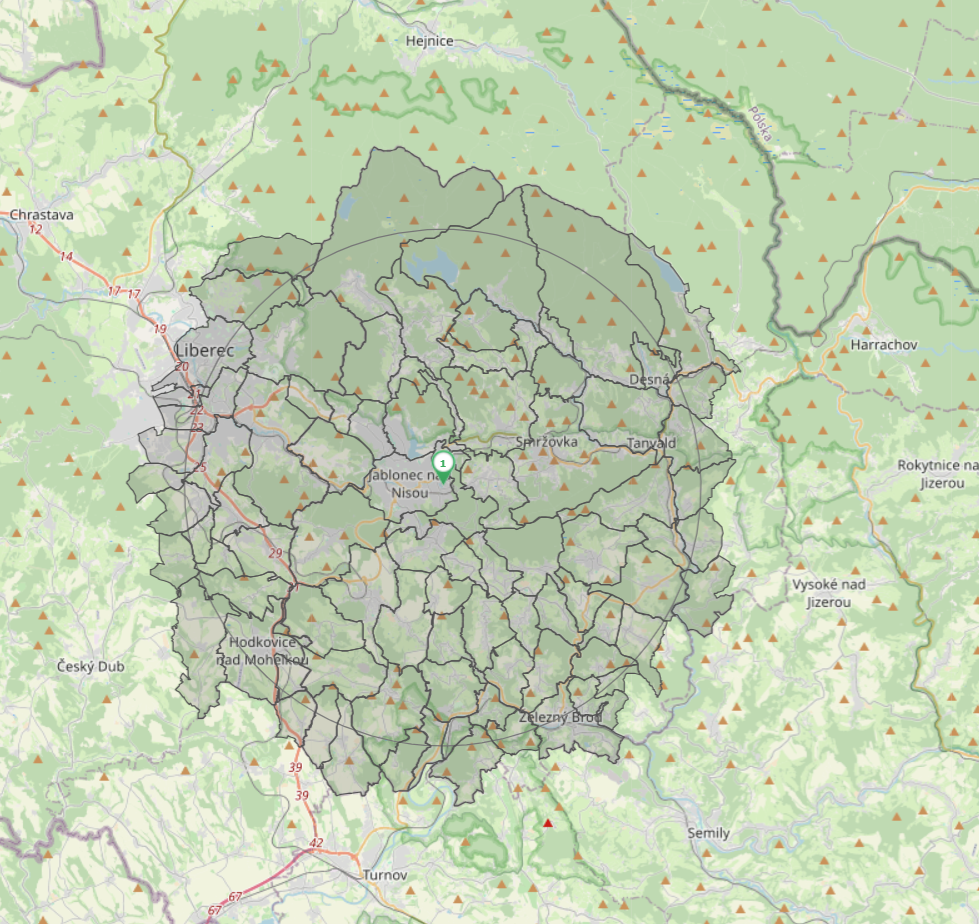 Hejnice
Polska
Chrastava
12
14
17
17
19
Liberec
20
21
22
23
25
Harrachov
Desná
Smržovka
Tanvald
1
Jablonec na
Nisou
Rokytnice na
Jizerou
29
Vysoké nad
Jizerou
Hodkovice
nad Mohelkou
Český Dub
Železný Brod
39
39
42
Semily
Turnov
67
67